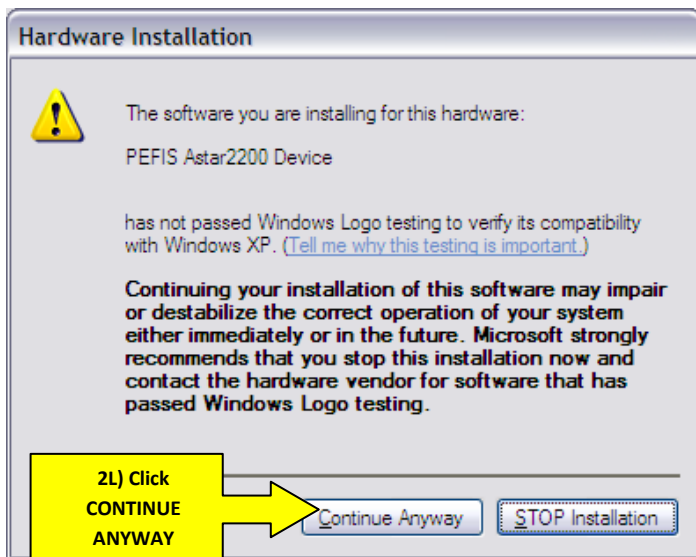 Hardware Installation
The software you are installing for this hardware:
PEFIS Astar2200 Device
has not passed Windows Logo testing to verify its compatibility
with Windows XP. (Tell me why this testing is important.)
Continuing your installation of this software may impair
or destabilize the correct operation of your system
either immediately or in the future. Microsoft strongly
recommends that you stop this installation now and
contact the hardware vendor for software that has
passed Windows Logo testing.
2L) Click
CONTINUE
ANYWAY
Continue Anyway
STOP Installation